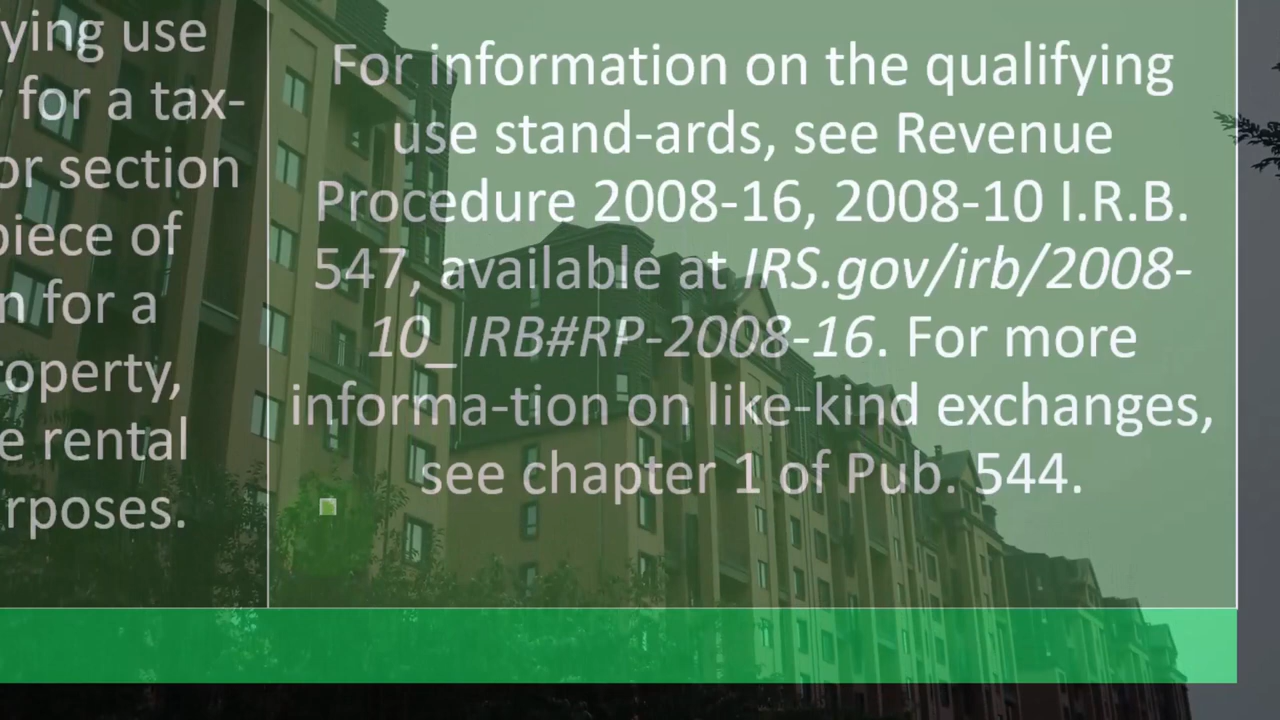 ying use
for a tax-
or section
piece of
n for a
roperty,
e rental
rposes.
For information on the qualifying
use stand-ards, see Revenue
Procedure 2008-16, 2008-10 I.R.B.
547, available at IRS.gov/irb/2008-
10_IRB#RP-2008-16. For more
informa-tion on like-kind exchanges,
see chapter 1 of Pub. 544.